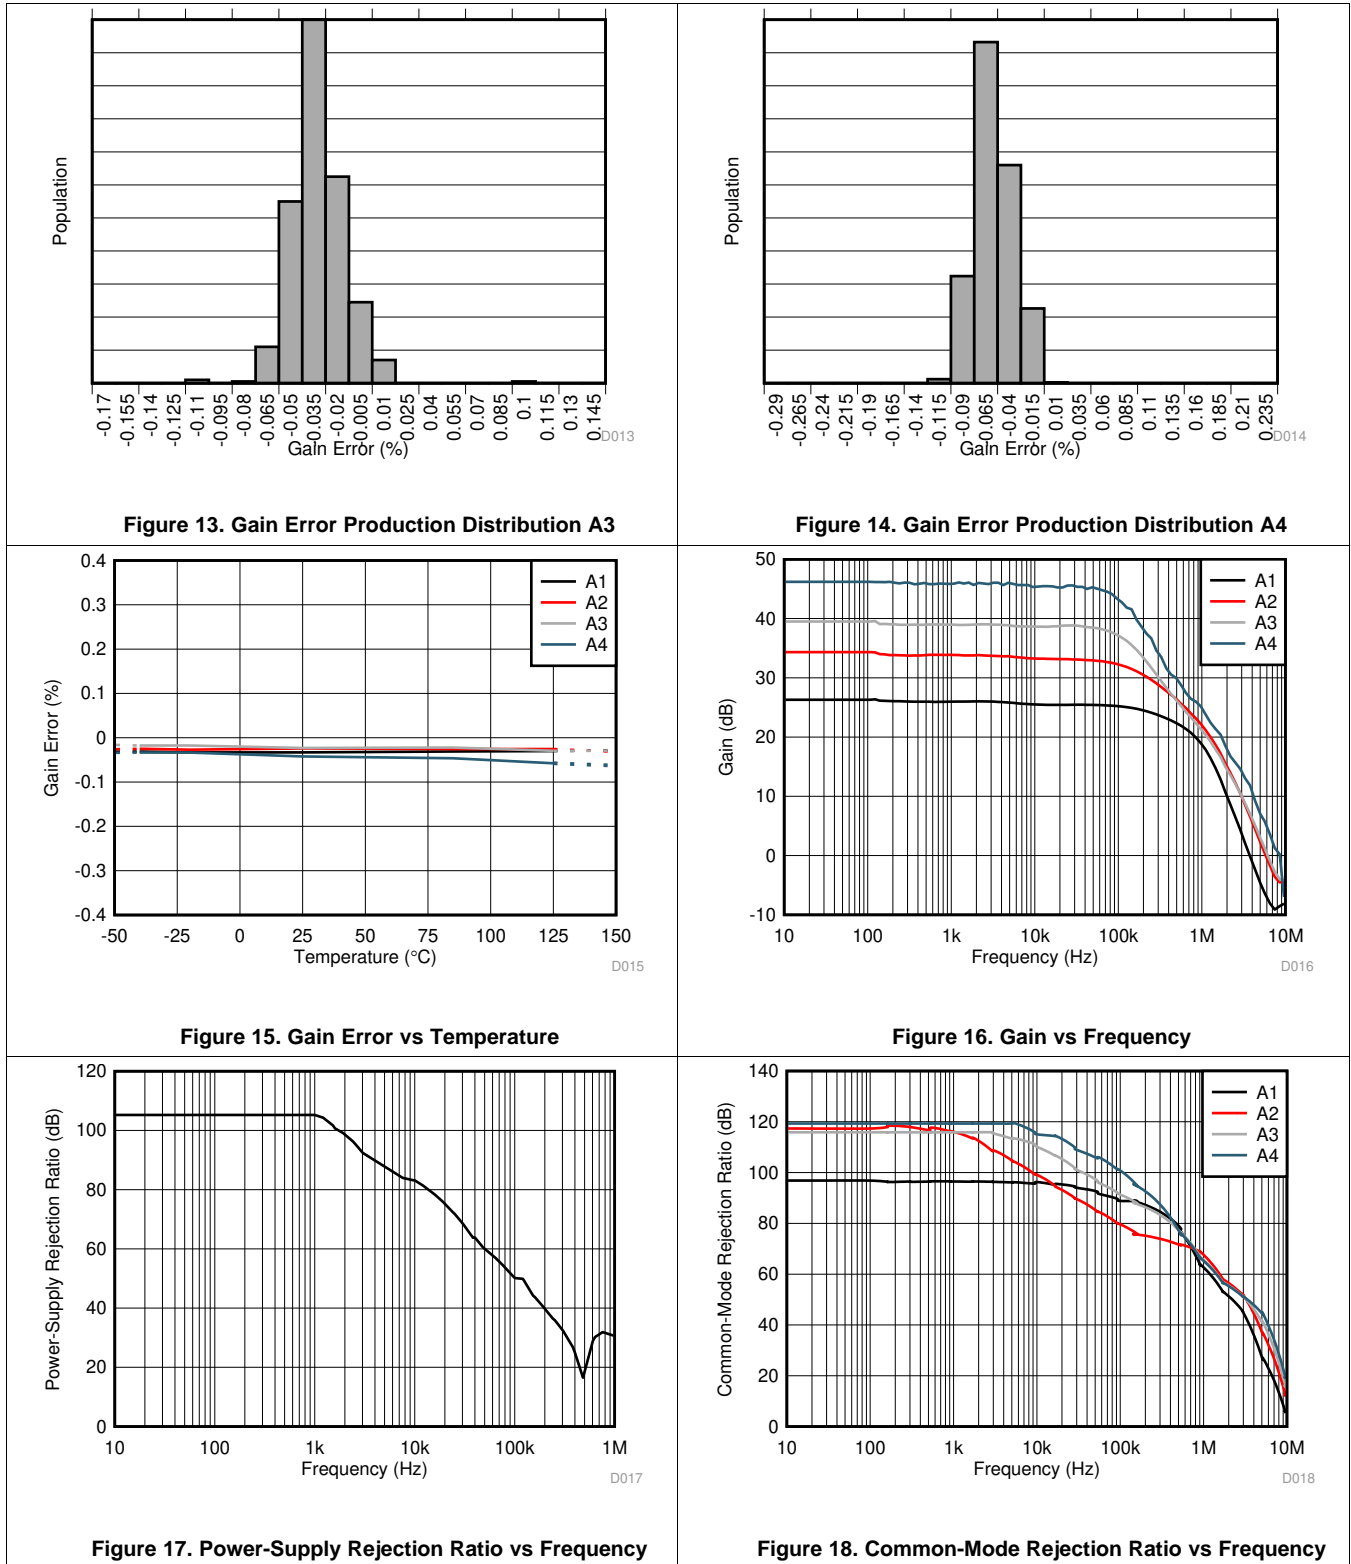 Population
-0.17
-0.155
-0.14
-0.125
-0.11
-0.095
-0.08
-0.065
-0.05
-0.035
-0.02
-0.005
0.01
0.025
0.04
0.055
0.07
0.085
0.1
0.115
0.13
0.145
Gain Error (%)
D013
Figure 13. Gain Error Production Distribution A3
Population
-0.29
-0.265
-0.24
-0.215
-0.19
-0.165
-0.14
-0.115
-0.09
-0.065
-0.04
-0.015
0.01
0.035
0.06
0.085
0.11
0.135
0.16
0.185
0.21
0.235
Gain Error (%)
D014
Figure 14. Gain Error Production Distribution A4
Gain Error (%)
0.4
0.3
0.2
0.1
0
-0.1
-0.2
-0.3
-0.4
A1
A2
A3
A4
-50 -25 0 25 50 75 100 125 150
Temperature (°C)
D015
Figure 15. Gain Error vs Temperature
Gain (dB)
50
40
30
20
10
0
-10
A1
A2
A3
A4
10 100 1k 10k 100k 1M 10M
Frequency (Hz)
D016
Figure 16. Gain vs Frequency
Power-Supply Rejection Ratio (dB)
120
100
80
60
40
20
0
10 100 1k 10k 100k 1M
Frequency (Hz)
D017
Figure 17. Power-Supply Rejection Ratio vs Frequency
Common-Mode Rejection Ratio (dB)
140
120
100
80
60
40
20
0
A1
A2
A3
A4
10 100 1k 10k 100k 1M 10M
Frequency (Hz)
D018
Figure 18. Common-Mode Rejection Ratio vs Frequency